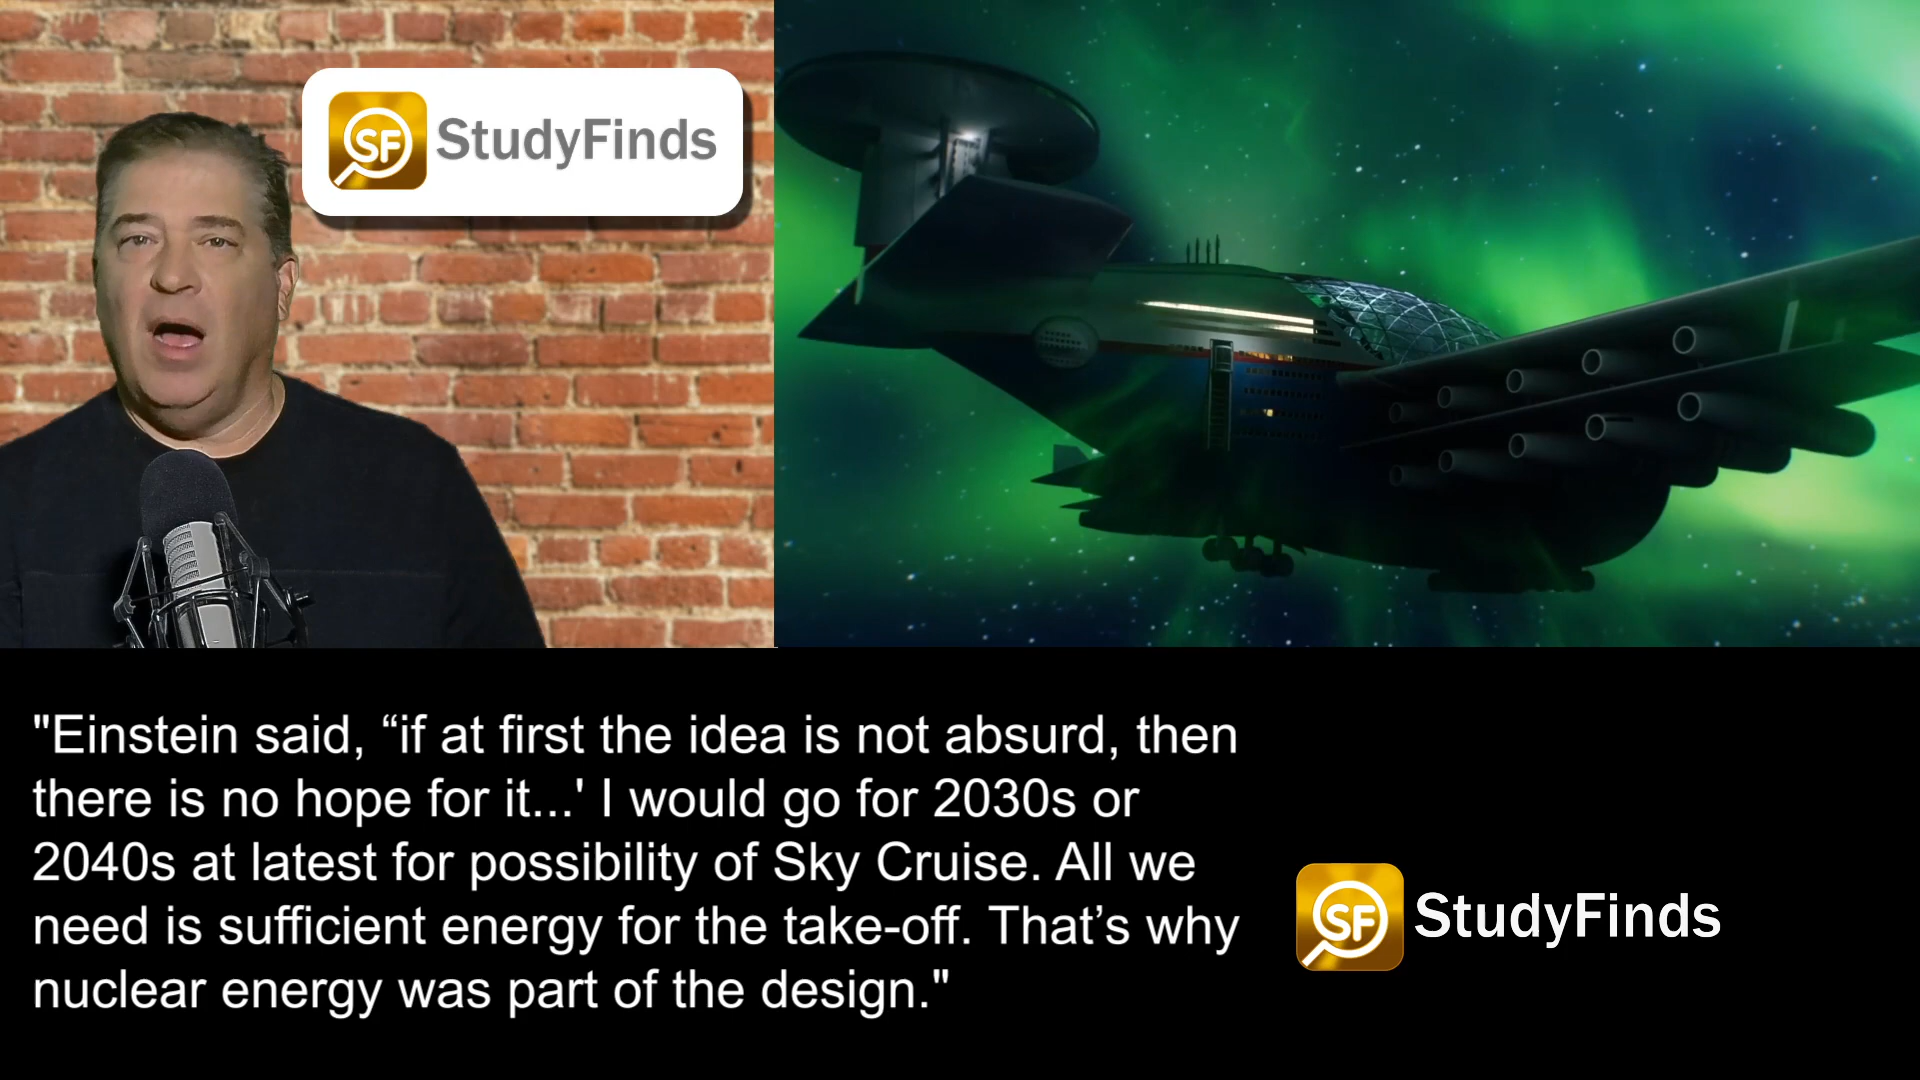 SF StudyFinds
"Einstein said, “if at first the idea is not absurd, then
there is no hope for it...' I would go for 2030s or
2040s at latest for possibility of Sky Cruise. All we
need is sufficient energy for the take-off. That’s why
nuclear energy was part of the design."
SF StudyFinds